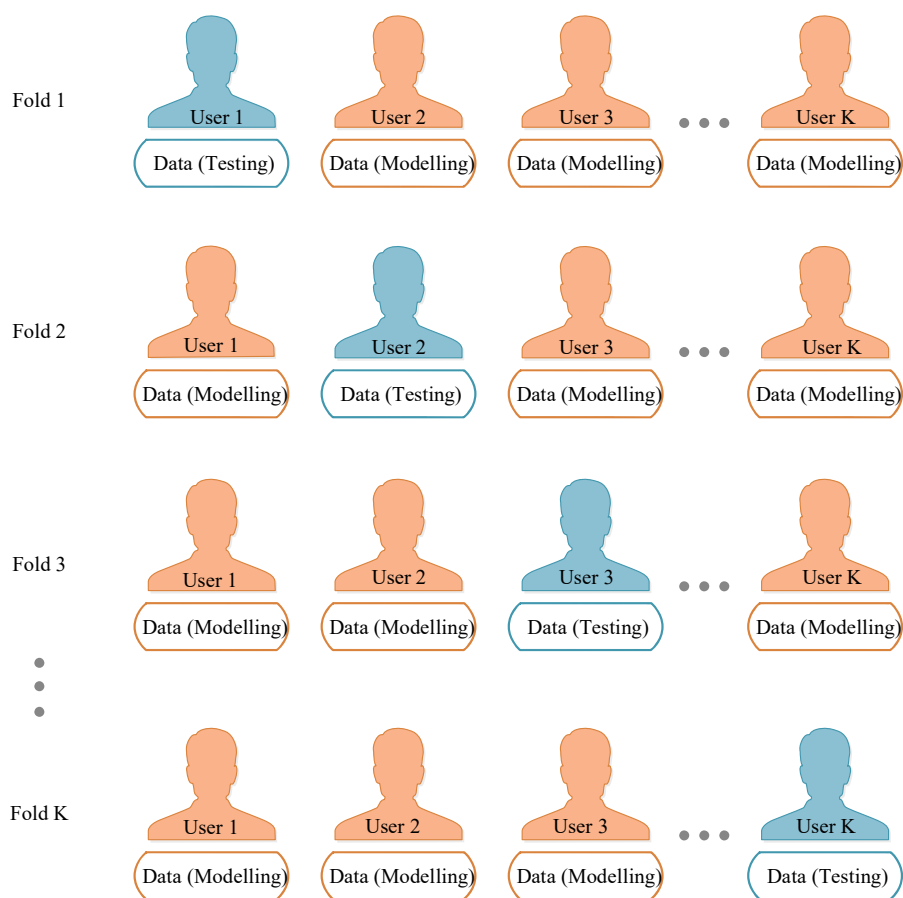 Fold 1
User 1
User 2
User 3
User K
Data (Testing)
Data (Modelling)
Data (Modelling)
Data (Modelling)
Fold 2
User 1
User 2
User 3
User K
Data (Modelling)
Data (Testing)
Data (Modelling)
Data (Modelling)
Fold 3
User 1
User 2
User 3
User K
Data (Modelling)
Data (Modelling)
Data (Testing)
Data (Modelling)
Fold K
User 1
User 2
User 3
User K
Data (Modelling)
Data (Modelling)
Data (Modelling)
Data (Testing)